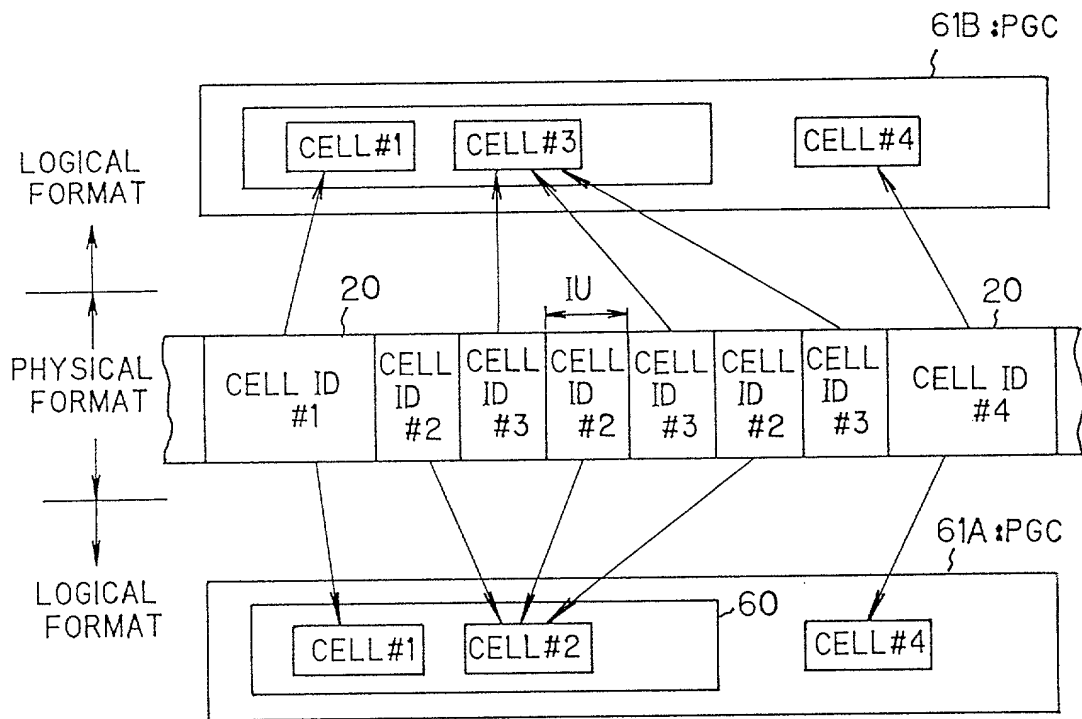 61B:PGC
CELL#1
CELL#3
CELL#4
LOGICAL
FORMAT
20
IU
20
PHYSICAL
FORMAT
CELL ID
#1
CELL
ID
#2
CELL
ID
#3
CELL
ID
#2
CELL
ID
#3
CELL
ID
#2
CELL
ID
#3
CELL ID
#4
61A:PGC
LOGICAL
FORMAT
60
CELL#1
CELL#2
CELL#4